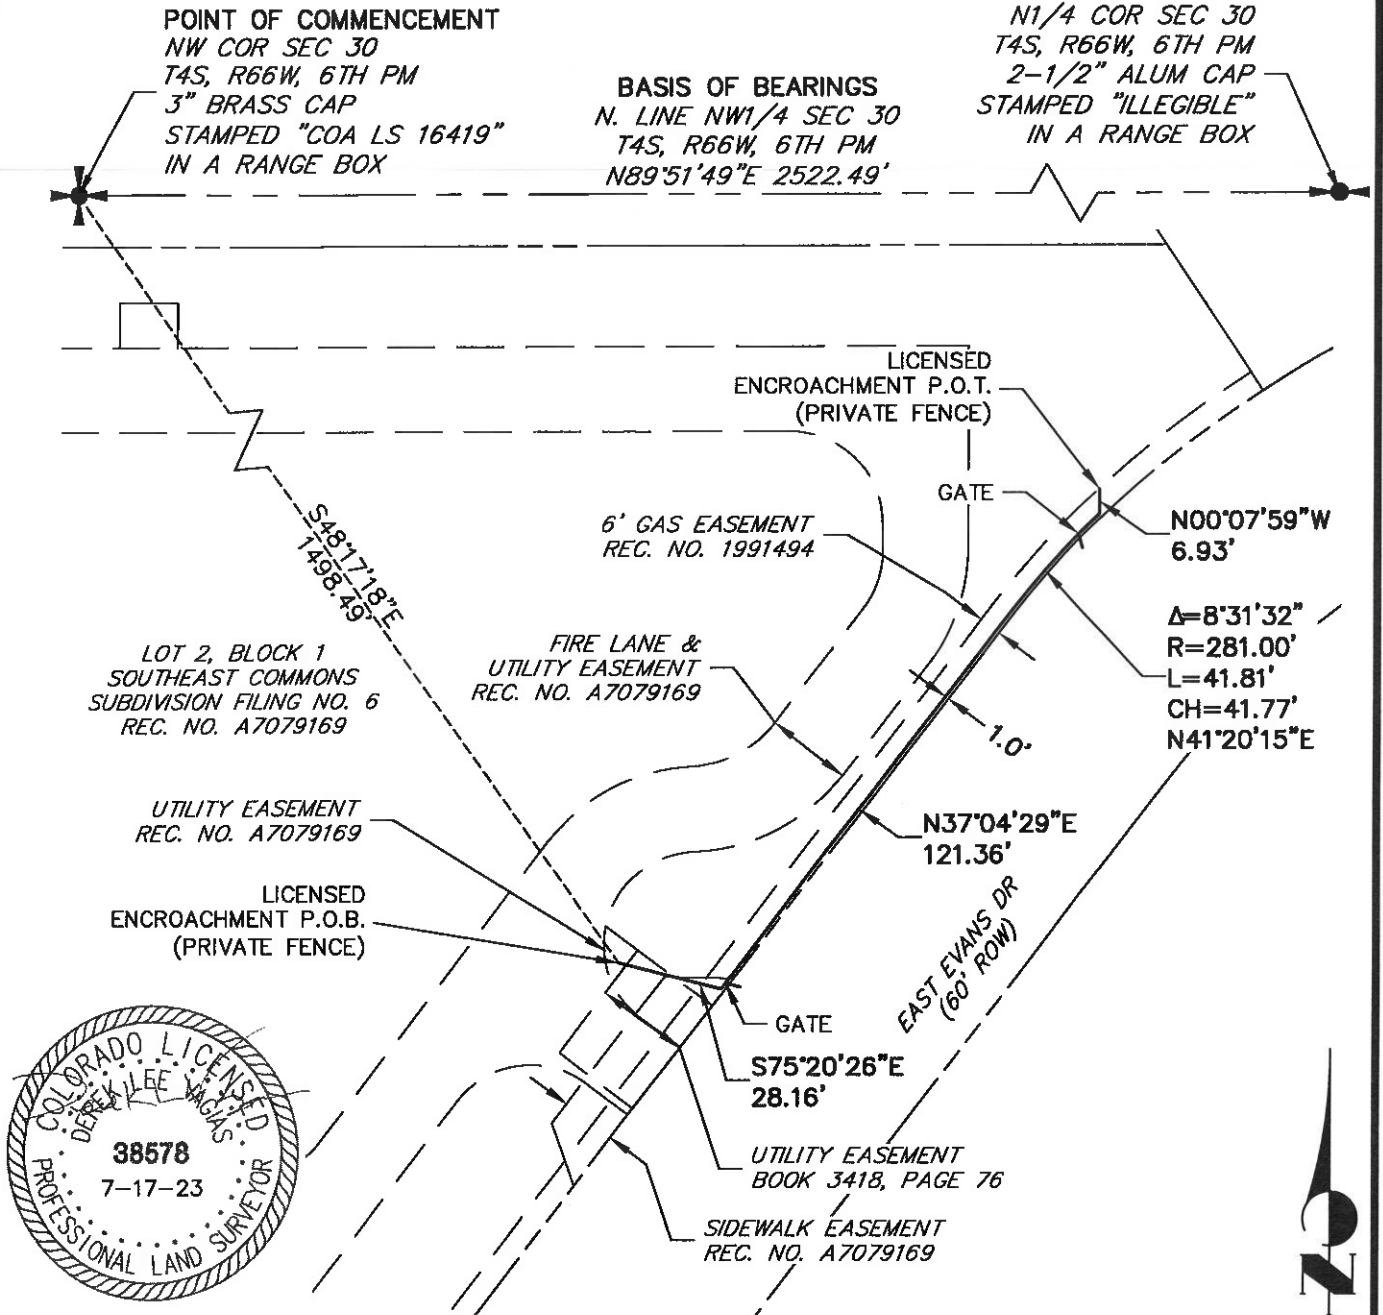 POINT OF COMMENCEMENT
NW COR SEC 30
T4S, R66W, 6TH PM
3" BRASS CAP
STAMPED "COA LS 16419"
IN A RANGE BOX
BASIS OF BEARINGS
N. LINE NW1/4 SEC 30
T4S, R66W, 6TH PM
N89°51'49"E 2522.49'
N1/4 COR SEC 30
T4S, R66W, 6TH PM
2-1/2" ALUM CAP
STAMPED "ILLEGIBLE"
IN A RANGE BOX
LICENSED
ENCROACHMENT P.O.T.
(PRIVATE FENCE)
GATE
N00°07'59"W
6.93'
6' GAS EASEMENT
REC. NO. 1991494
S48°17'18"E
1498.49'
Δ=8°31'32"
R=281.00'
L=41.81'
CH=41.77'
N41°20'15"E
FIRE LANE &
UTILITY EASEMENT
REC. NO. A7079169
LOT 2, BLOCK 1
SOUTHEAST COMMONS
SUBDIVISION FILING NO. 6
REC. NO. A7079169
1.0'
UTILITY EASEMENT
REC. NO. A7079169
N37°04'29"E
121.36'
LICENSED
ENCROACHMENT P.O.B.
(PRIVATE FENCE)
EAST EVANS DR
(60' ROW)
GATE
S75°20'26"E
28.16'
COLORADO LICENSED
DEREK LEE VAGIAS
38578
7-17-23
PROFESSIONAL LAND SURVEYOR
UTILITY EASEMENT
BOOK 3418, PAGE 76
SIDEWALK EASEMENT
REC. NO. A7079169
N